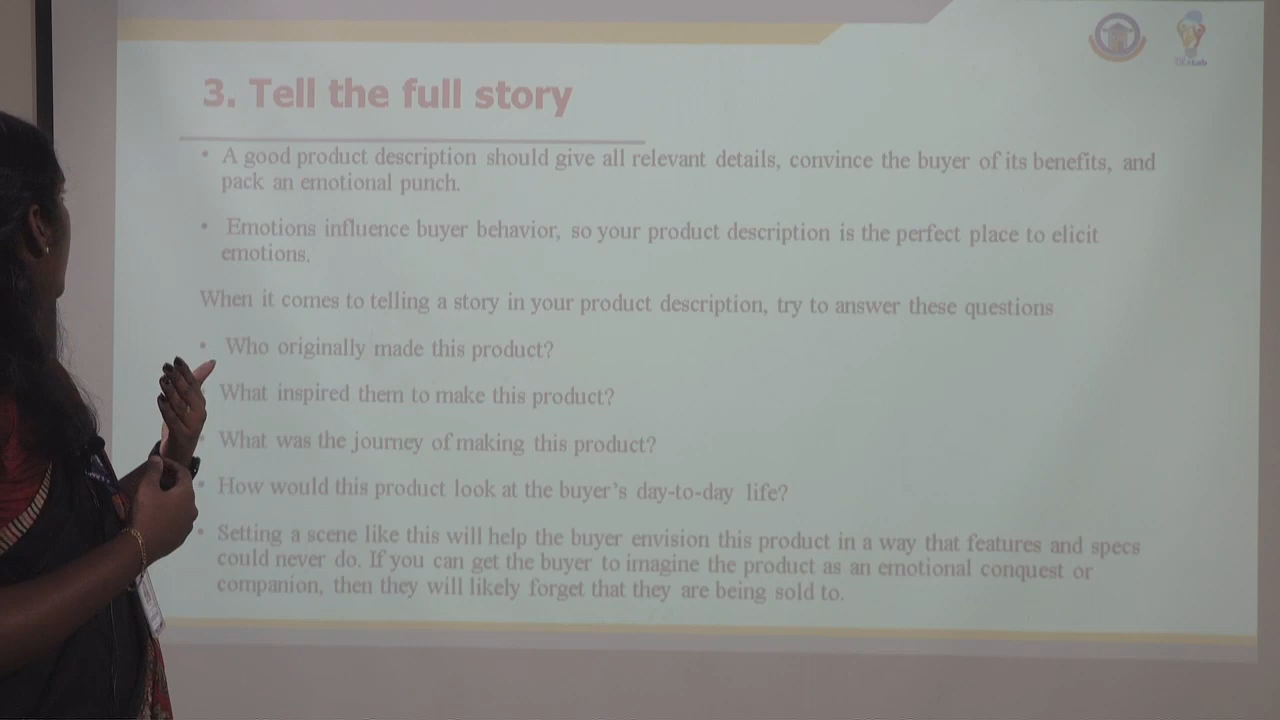 3. Tell the full story
• A good product description should give all relevant details, convince the buyer of its benefits, and
pack an emotional punch.
• Emotions influence buyer behavior, so your product description is the perfect place to elicit
emotions.
When it comes to telling a story in your product description, try to answer these questions
• Who originally made this product?
• What inspired them to make this product?
• What was the journey of making this product?
• How would this product look at the buyer's day-to-day life?
• Setting a scene like this will help the buyer envision this product in a way that features and specs
could never do. If you can get the buyer to imagine the product as an emotional conquest or
companion, then they will likely forget that they are being sold to.